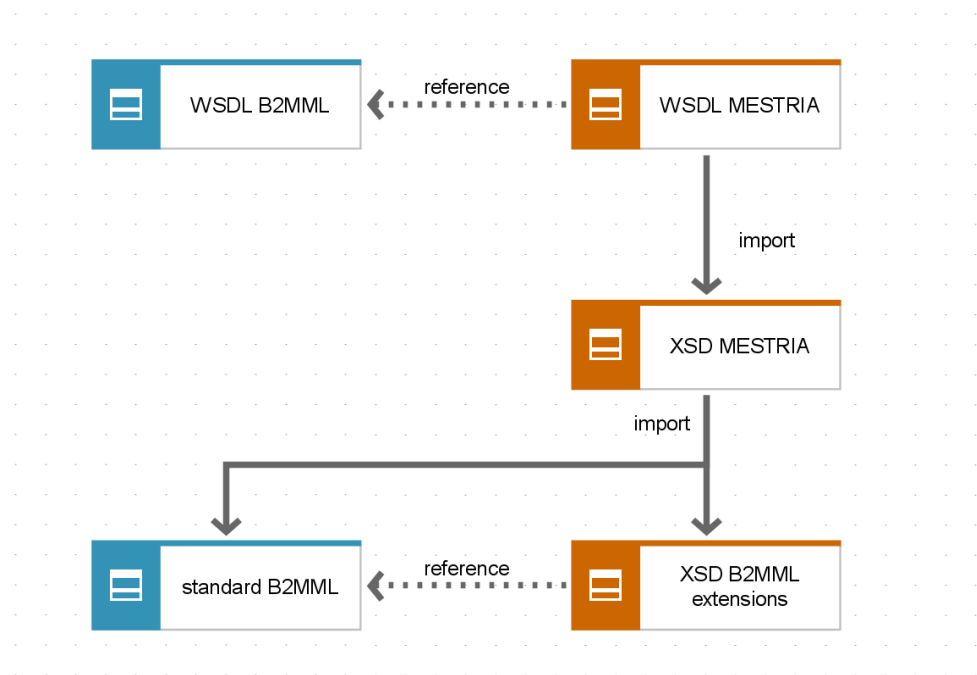 WSDL B2MML
reference
WSDL MESTRIA
import
XSD MESTRIA
import
standard B2MML
reference
XSD B2MML
extensions